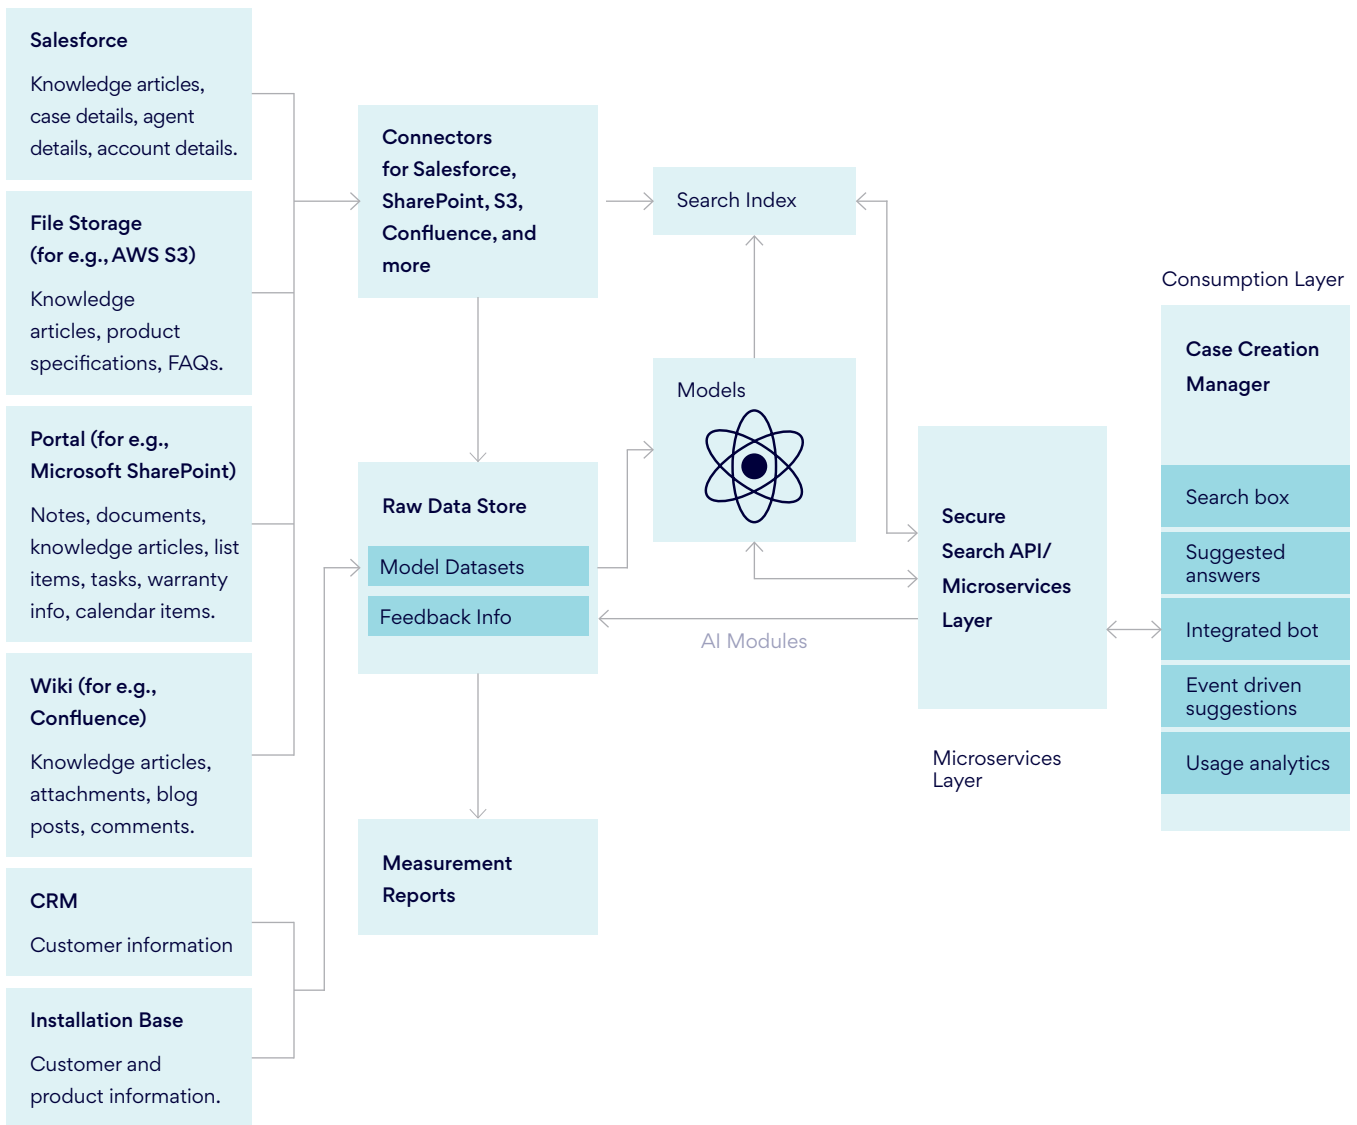 Salesforce
Knowledge articles,
case details, agent
details, account details.
File Storage
(for e.g., AWS S3)
Knowledge
articles, product
specifications, FAQs.
Portal (for e.g.,
Microsoft SharePoint)
Notes, documents,
knowledge articles, list
items, tasks, warranty
info, calendar items.
Wiki (for e.g.,
Confluence)
Knowledge articles,
attachments, blog
posts, comments.
CRM
Customer information
Installation Base
Customer and
product information.
Connectors
for Salesforce,
SharePoint, S3,
Confluence, and
more
Raw Data Store
Model Datasets
Feedback Info
Measurement
Reports
Search Index
Models
AI Modules
Secure
Search API/
Microservices
Layer
Microservices
Layer
Consumption Layer
Case Creation
Manager
Search box
Suggested
answers
Integrated bot
Event driven
suggestions
Usage analytics